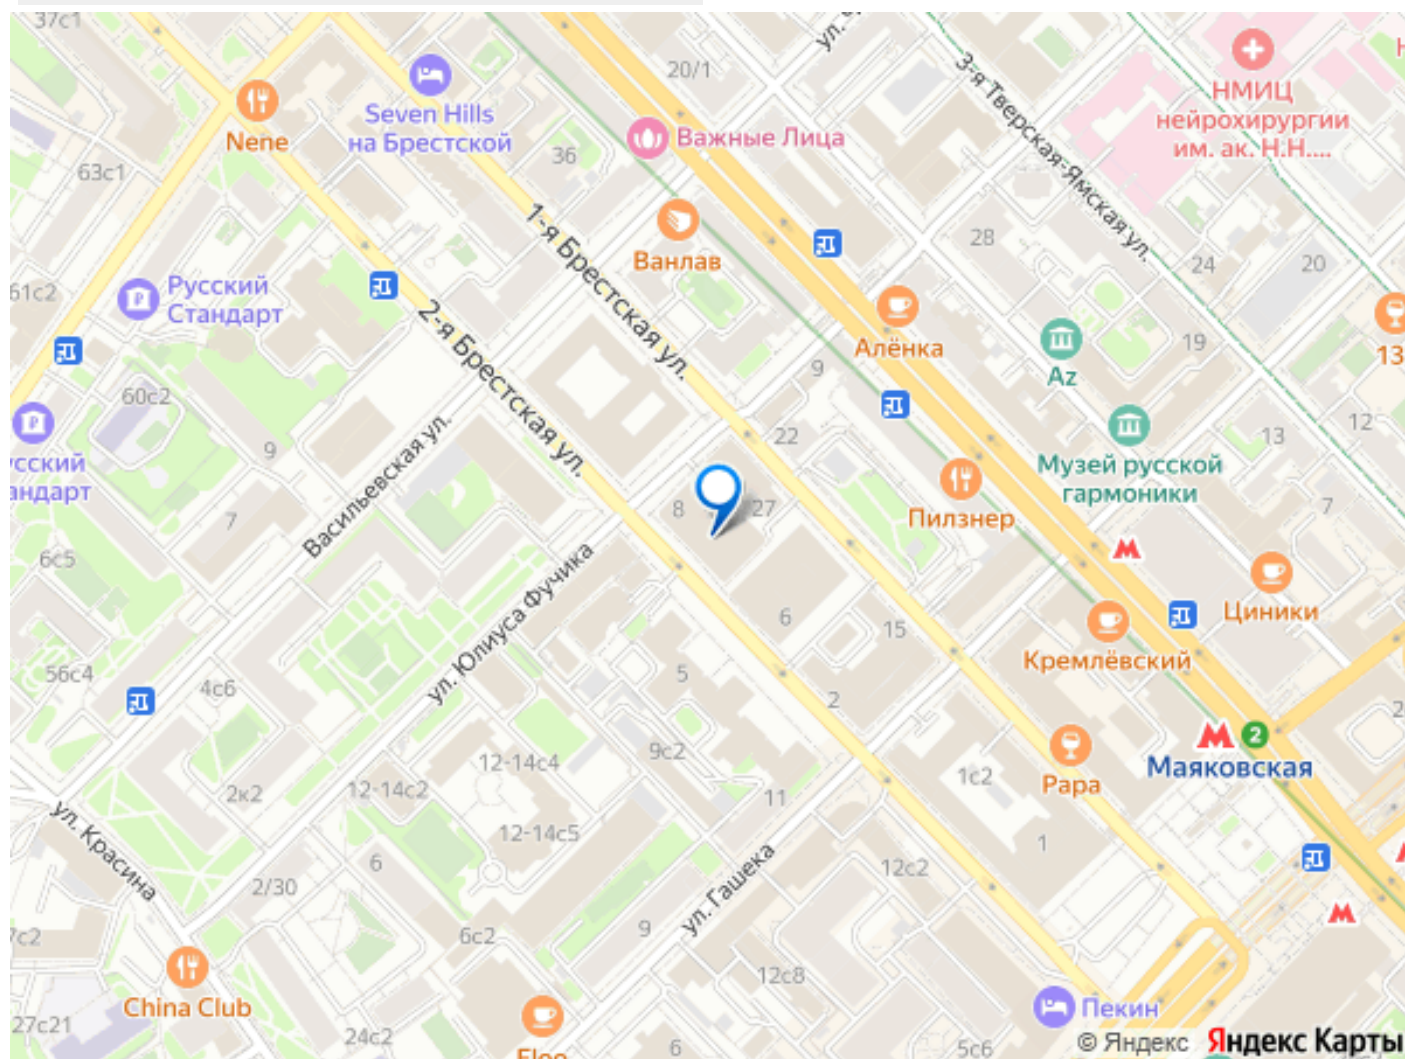 37с1
20/1
3-я Тверская-Ямская ул.
НМИЦ
нейрохирургии
им. ак. Н.Н....
Seven Hills
на Брестской
Nene
Важные Лица
36
63с1
1-я Брестская ул.
Ванлав
28
24
20
61с2
Русский
Стандарт
2-я Брестская ул.
Алёнка
9
19
Az
13
60с2
9
Васильевская ул.
22
12
13
Музей русской
гармоники
7
8
27
Пилзнер
7
6с5
ул. Юлиуса Фучика
Циники
6
15
Кремлёвский
56с4
4с6
5
2
9с2
12-14с4
Маяковская
2
1с2
Papa
2к2
12-14с2
11
12-14с5
1
ул. Красина
6
2/30
ул. Гашека
12с2
9
6с2
12с8
China Club
Пекин
27с21
24с2
6
5с6
© Яндекс Яндекс Карты